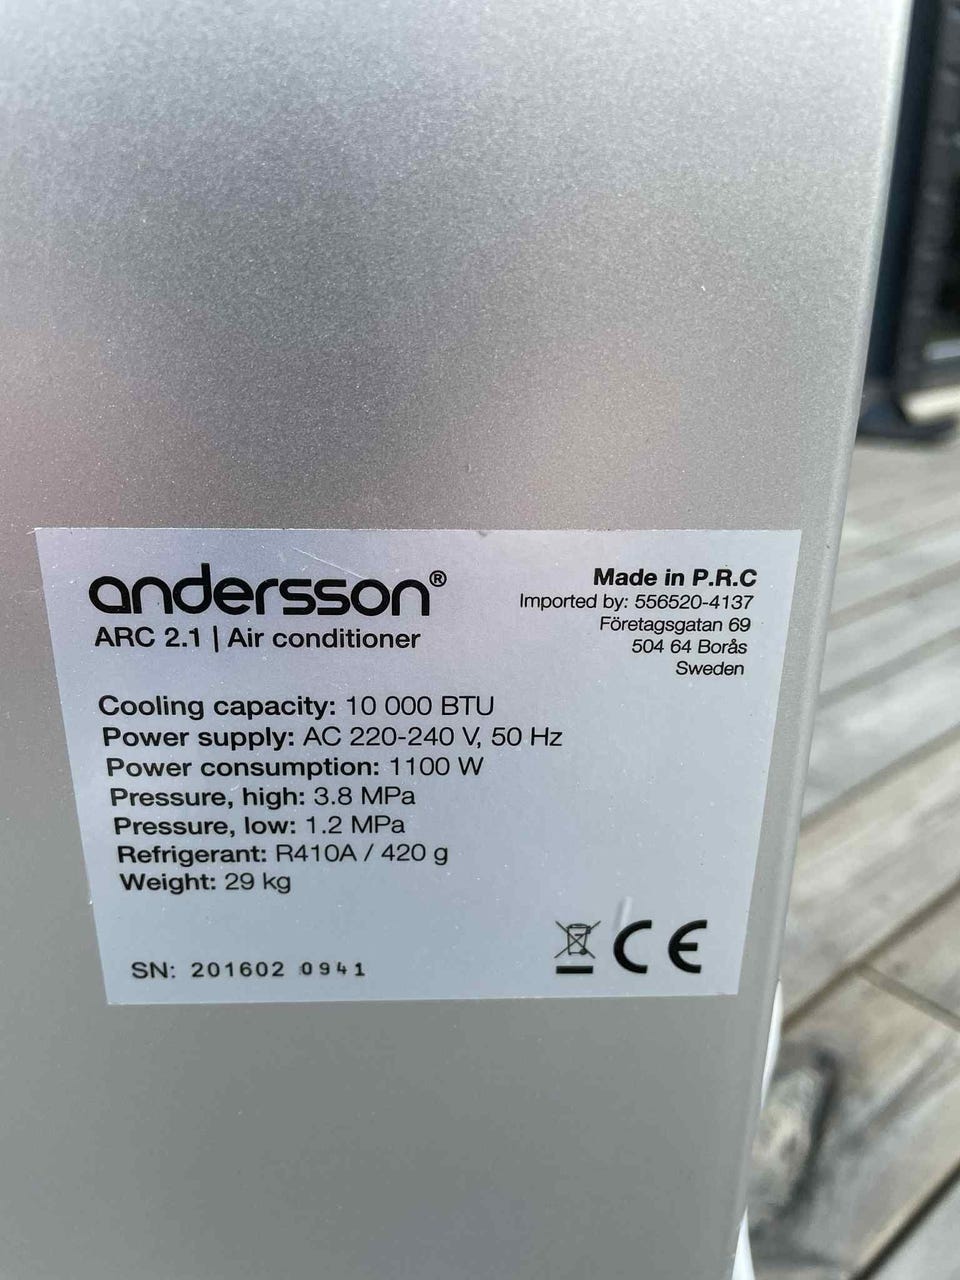 andersson®
ARC 2.1 | Air conditioner
Made in P.R.C
Imported by: 556520-4137
Företagsgatan 69
504 64 Borås
Sweden
Cooling capacity: 10 000 BTU
Power supply: AC 220-240 V, 50 Hz
Power consumption: 1100 W
Pressure, high: 3.8 MPa
Pressure, low: 1.2 MPa
Refrigerant: R410A / 420 g
Weight: 29 kg
SN: 201602 0941
CE